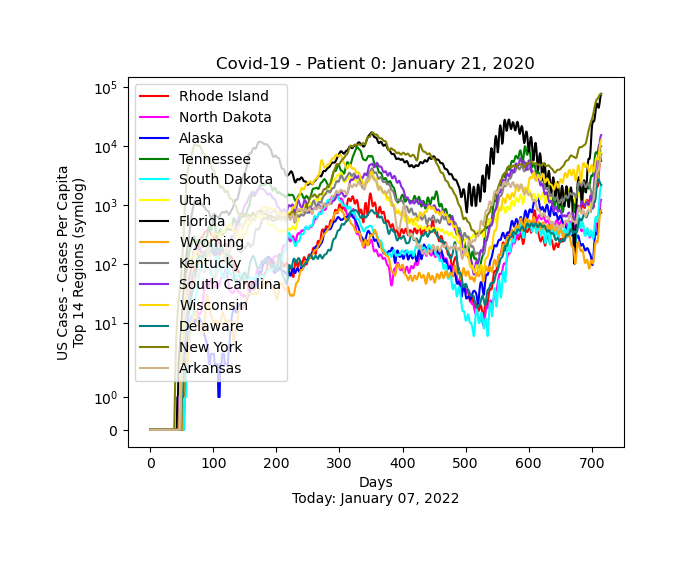 Covid-19 - Patient 0: January 21, 2020
US Cases - Cases Per Capita
Top 14 Regions (symlog)
10^5
10^4
10^3
10^2
10^1
10^0
0
Rhode Island
North Dakota
Alaska
Tennessee
South Dakota
Utah
Florida
Wyoming
Kentucky
South Carolina
Wisconsin
Delaware
New York
Arkansas
0 100 200 300 400 500 600 700
Days
Today: January 07, 2022